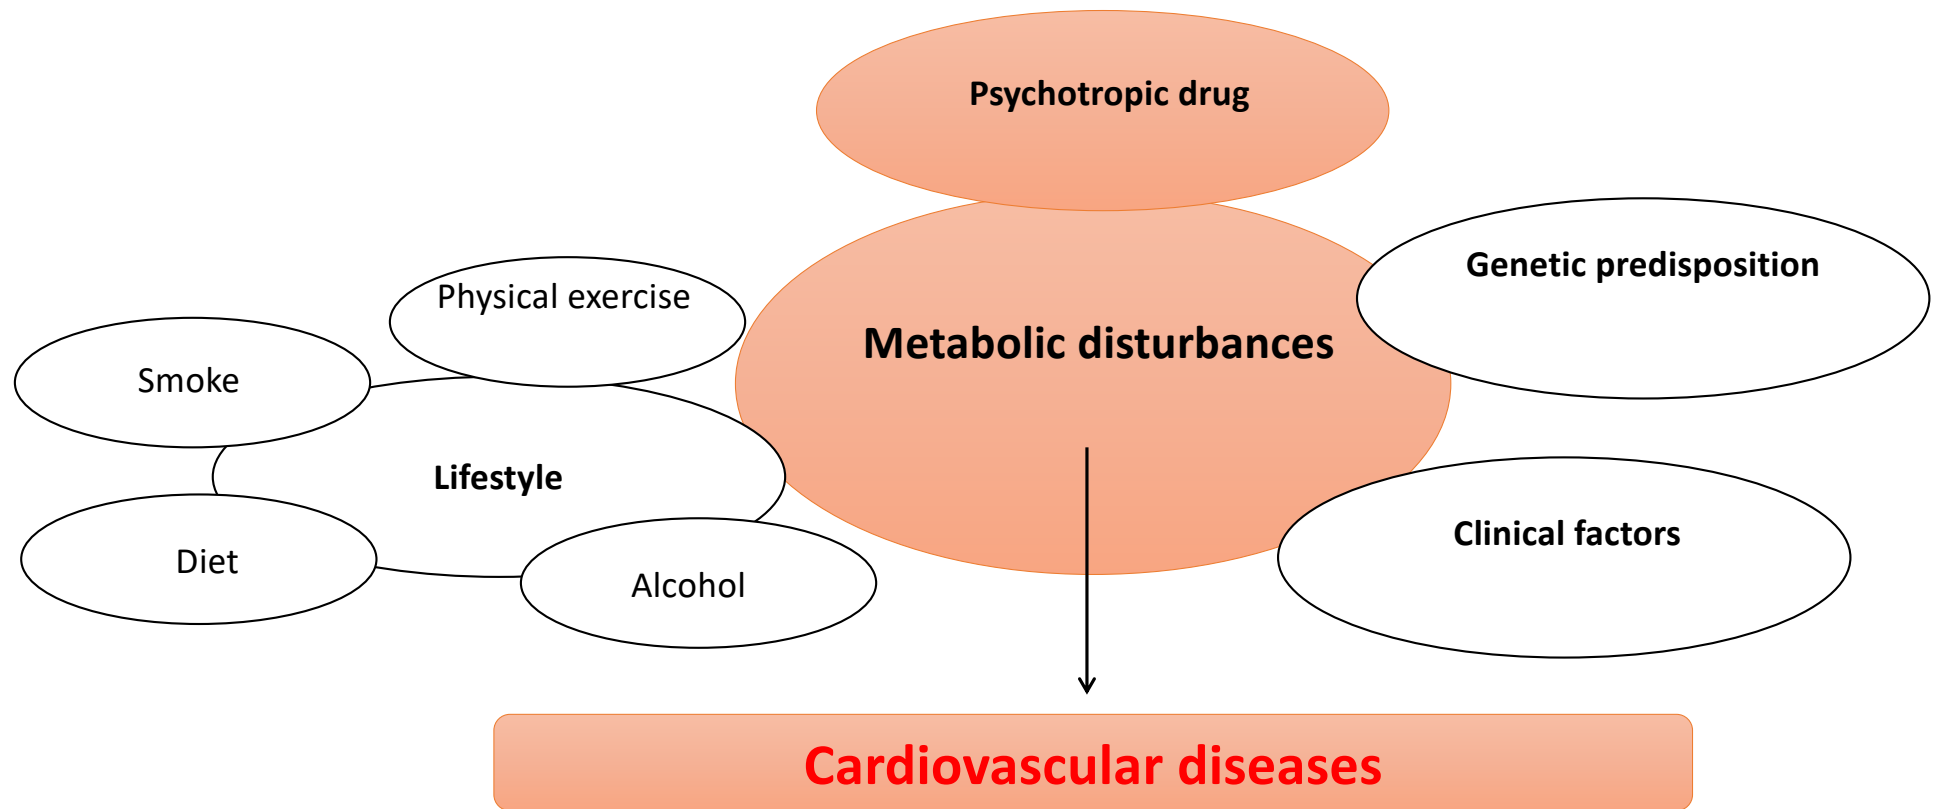 Psychotropic drug
Genetic predisposition
Physical exercise
Metabolic disturbances
Smoke
Lifestyle
Clinical factors
Diet
Alcohol
Cardiovascular diseases